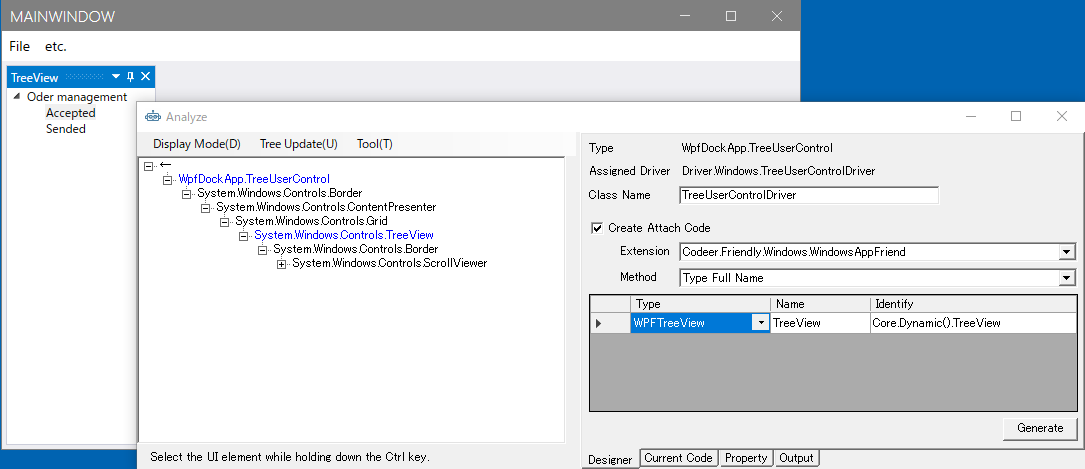 MAINWINDOW
File etc.
TreeView
Oder management
Accepted
Sended
Analyze
Display Mode(D) Tree Update(U) Tool(T)
←
WpfDockApp.TreeUserControl
System.Windows.Controls.Border
System.Windows.Controls.ContentPresenter
System.Windows.Controls.Grid
System.Windows.Controls.TreeView
System.Windows.Controls.Border
System.Windows.Controls.ScrollViewer
Select the UI element while holding down the Ctrl key.
Type WpfDockApp.TreeUserControl
Assigned Driver Driver.Windows.TreeUserControlDriver
Class Name TreeUserControlDriver
Create Attach Code
Extension Codeer.Friendly.Windows.WindowsAppFriend
Method Type Full Name
Type Name Identify
WPFTreeView TreeView Core.Dynamic().TreeView
Generate
Designer Current Code Property Output